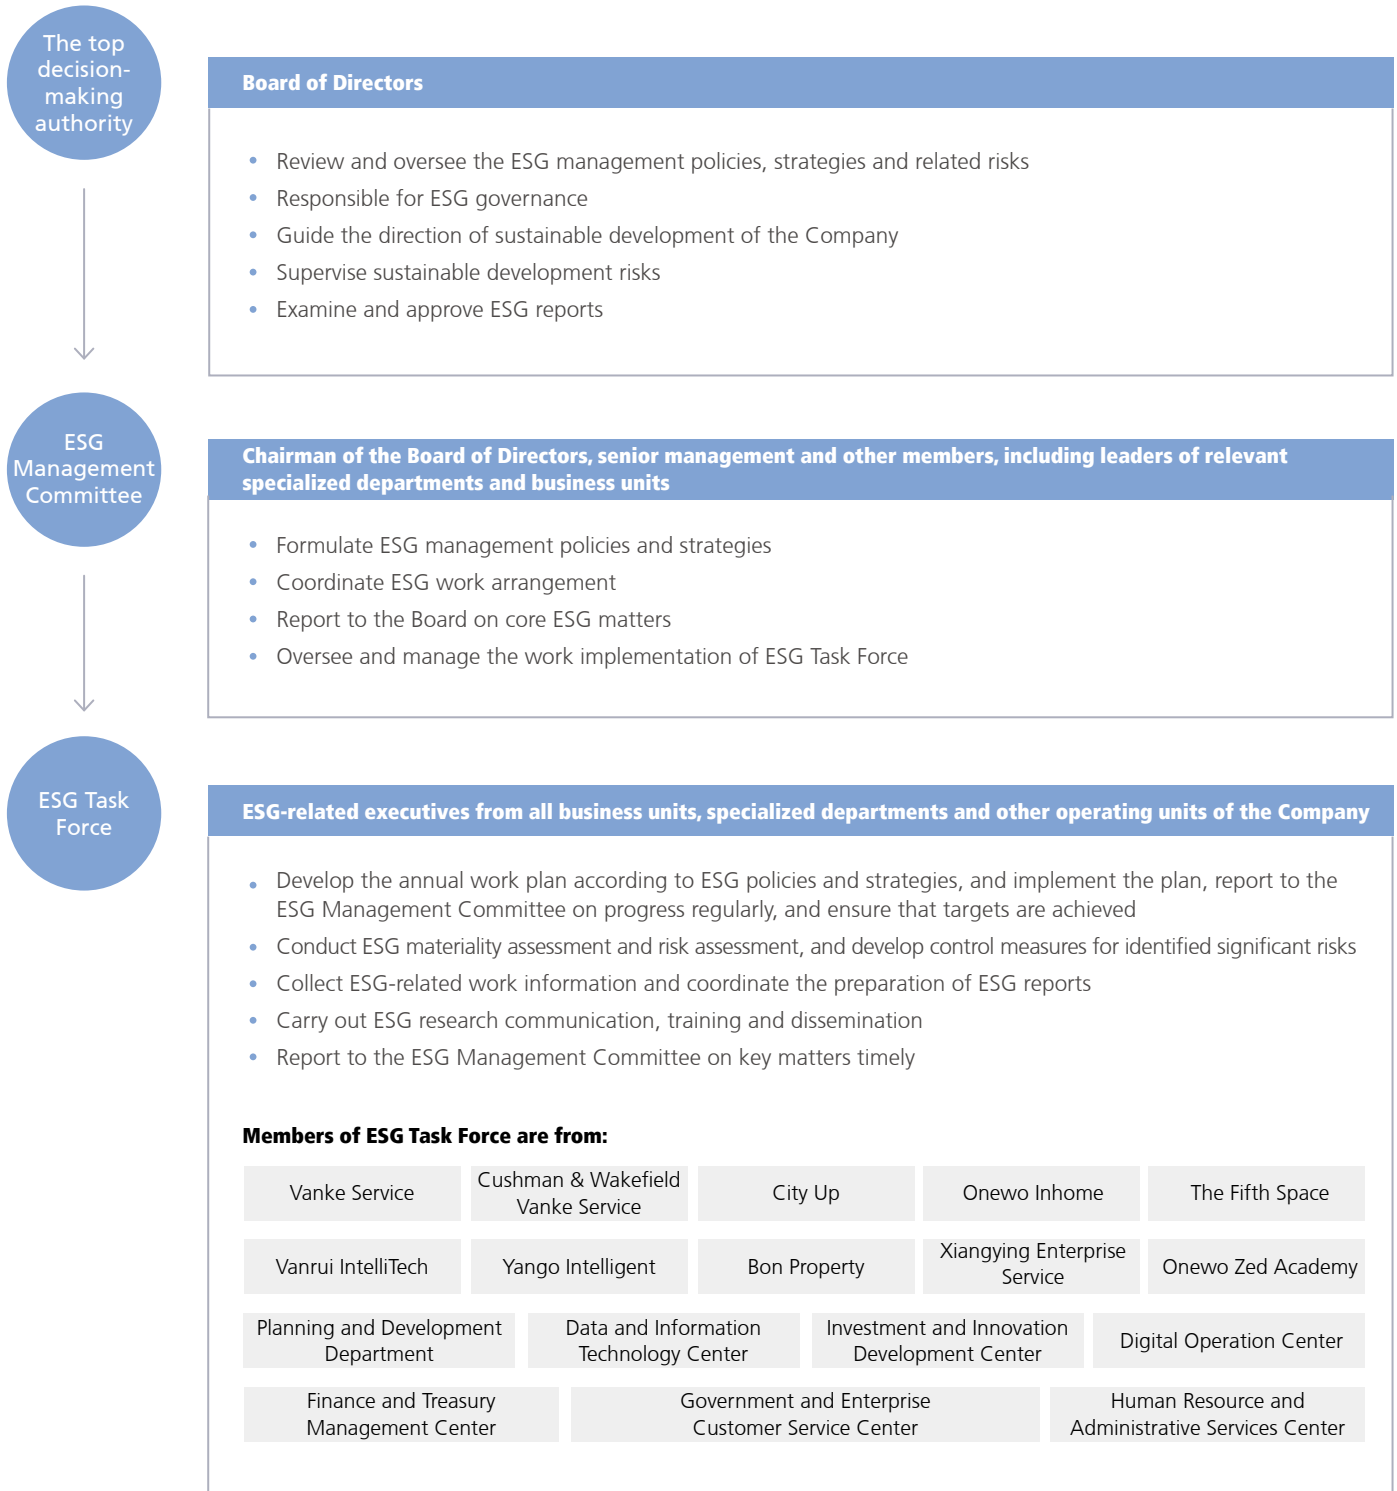 The top
decision-
making
authority
Board of Directors
• Review and oversee the ESG management policies, strategies and related risks
• Responsible for ESG governance
• Guide the direction of sustainable development of the Company
• Supervise sustainable development risks
• Examine and approve ESG reports
ESG
Management
Committee
Chairman of the Board of Directors, senior management and other members, including leaders of relevant
specialized departments and business units
• Formulate ESG management policies and strategies
• Coordinate ESG work arrangement
• Report to the Board on core ESG matters
• Oversee and manage the work implementation of ESG Task Force
ESG Task
Force
ESG-related executives from all business units, specialized departments and other operating units of the Company
• Develop the annual work plan according to ESG policies and strategies, and implement the plan, report to the
ESG Management Committee on progress regularly, and ensure that targets are achieved
• Conduct ESG materiality assessment and risk assessment, and develop control measures for identified significant risks
• Collect ESG-related work information and coordinate the preparation of ESG reports
• Carry out ESG research communication, training and dissemination
• Report to the ESG Management Committee on key matters timely
Members of ESG Task Force are from:
Vanke Service
Cushman & Wakefield
Vanke Service
City Up
Onewo Inhome
The Fifth Space
Vanrui IntelliTech
Yango Intelligent
Bon Property
Xiangying Enterprise
Service
Onewo Zed Academy
Planning and Development
Department
Data and Information
Technology Center
Investment and Innovation
Development Center
Digital Operation Center
Finance and Treasury
Management Center
Government and Enterprise
Customer Service Center
Human Resource and
Administrative Services Center